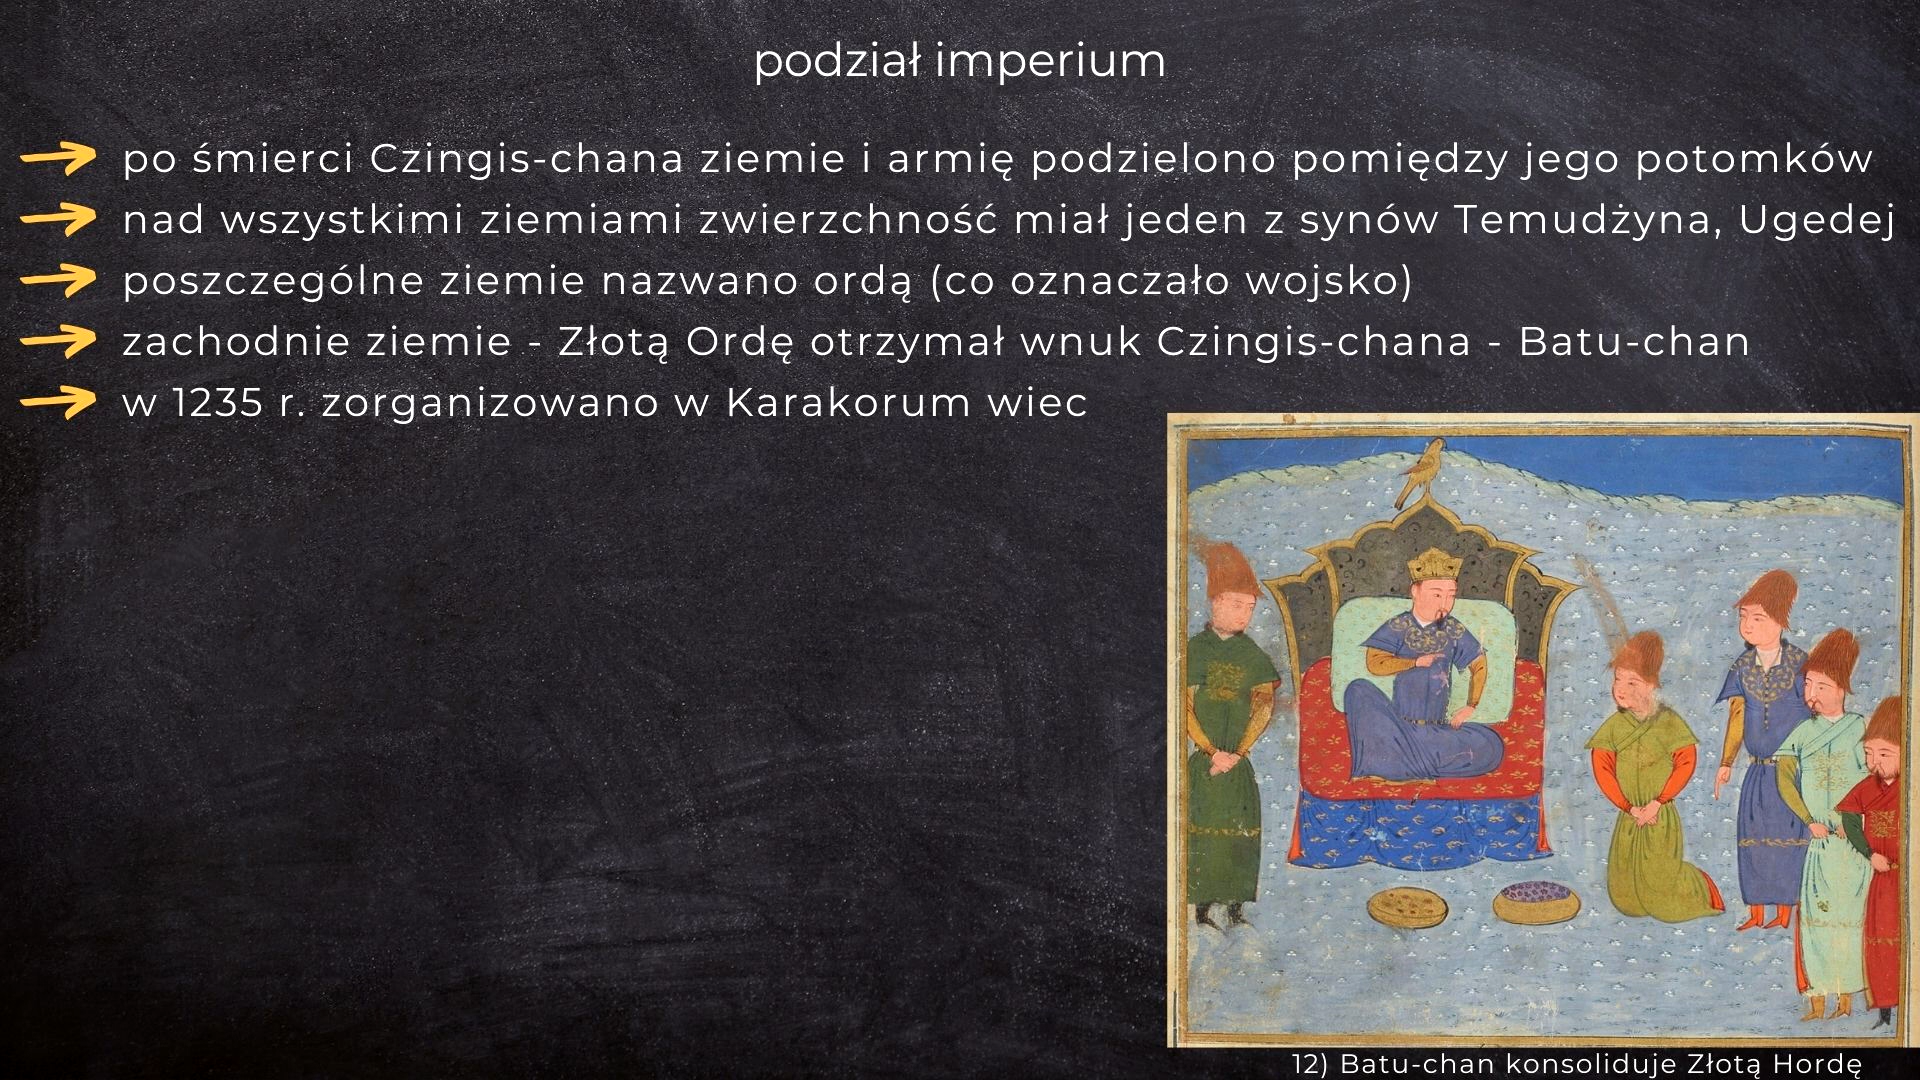 podział imperium
po śmierci Czingis-chana ziemie i armię podzielono pomiędzy jego potomków
nad wszystkimi ziemiami zwierzchność miał jeden z synów Temudżyna, Ugedej
poszczególne ziemie nazwano ordą (co oznaczało wojsko)
zachodnie ziemie - Złotą Ordę otrzymał wnuk Czingis-chana - Batu-chan
w 1235 r. zorganizowano w Karakorum wiec
12) Batu-chan konsoliduje Złotą Hordę